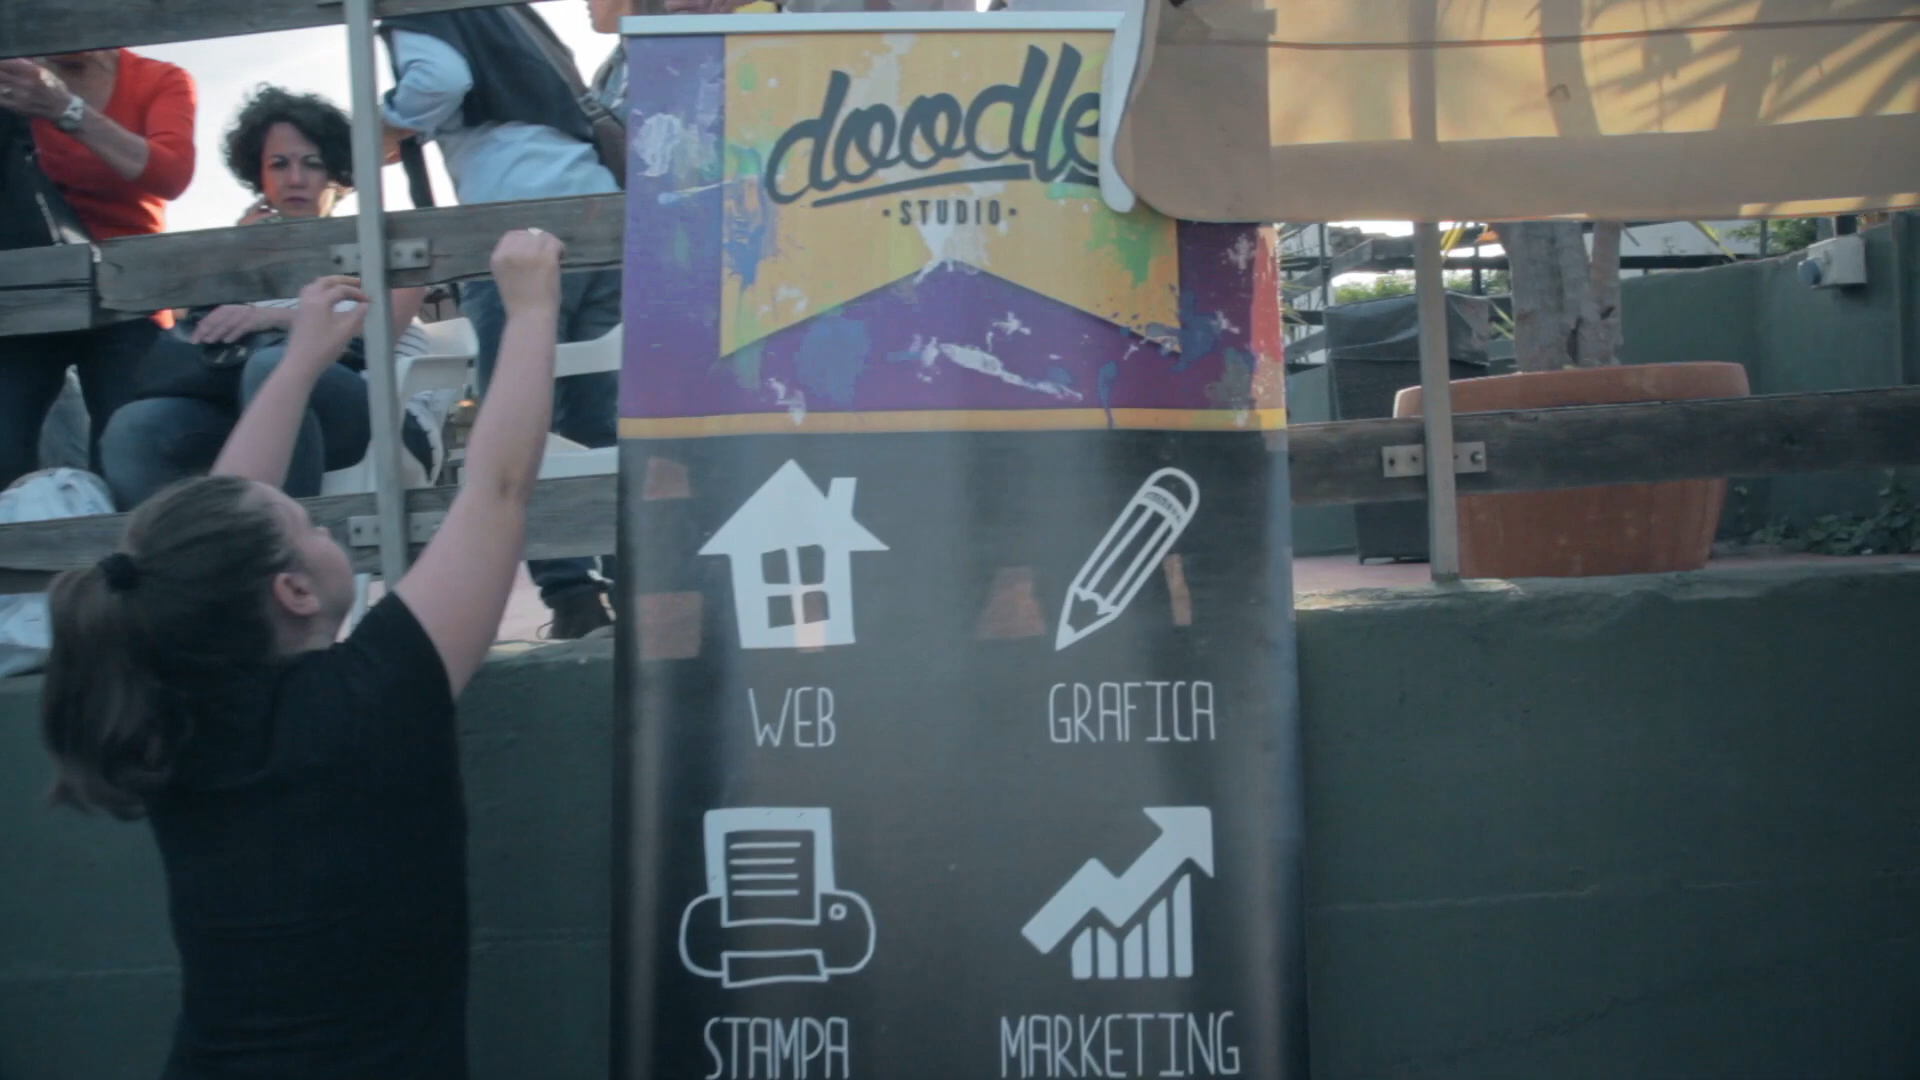 doodle
•STUDIO•
WEB
GRAFICA
STAMPA
MARKETING